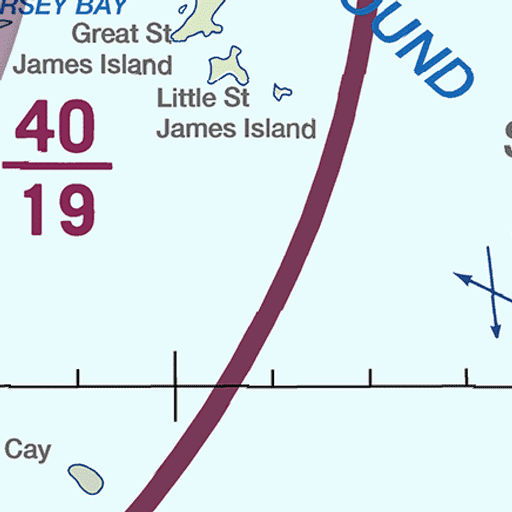 RSEY BAY
Great St
James Island
OUND
Little St
James Island
40
19
S
Cay